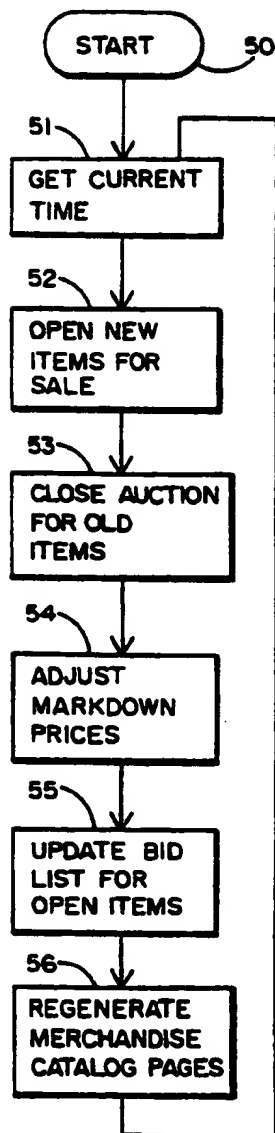 START
50
51
GET CURRENT
TIME
52
OPEN NEW
ITEMS FOR
SALE
53
CLOSE AUCTION
FOR OLD
ITEMS
54
ADJUST
MARKDOWN
PRICES
55
UPDATE BID
LIST FOR
OPEN ITEMS
56
REGENERATE
MERCHANDISE
CATALOG PAGES